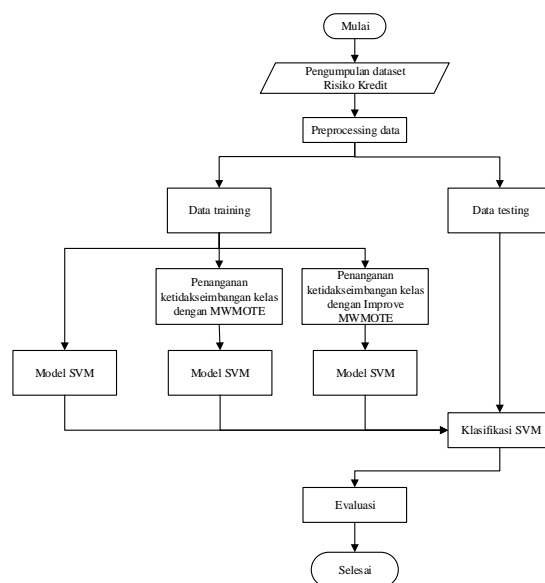 Mulai
Pengumpulan dataset
Risiko Kredit
Preprocessing data
Data training
Data testing
Penanganan
ketidakseimbangan kelas
dengan MWMOTE
Penanganan
ketidakseimbangan kelas
dengan Improve
MWMOTE
Model SVM
Model SVM
Model SVM
Klasifikasi SVM
Evaluasi
Selesai